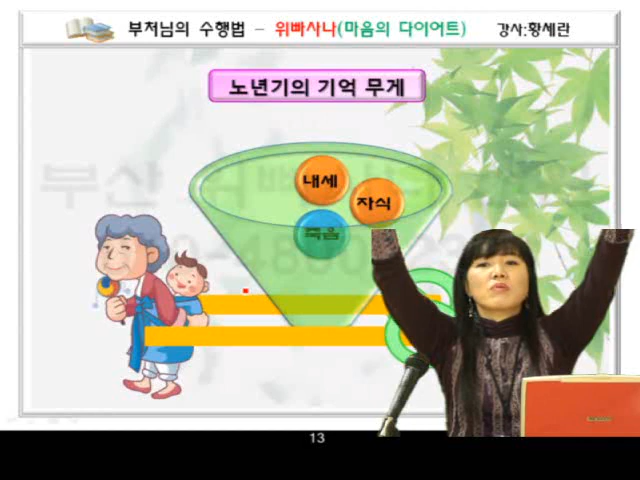 부처님의 수행법 – 위빠사나(마음의 다이어트) 강사:황세란
노년기의 기억 무게
내세
자식
죽음
13